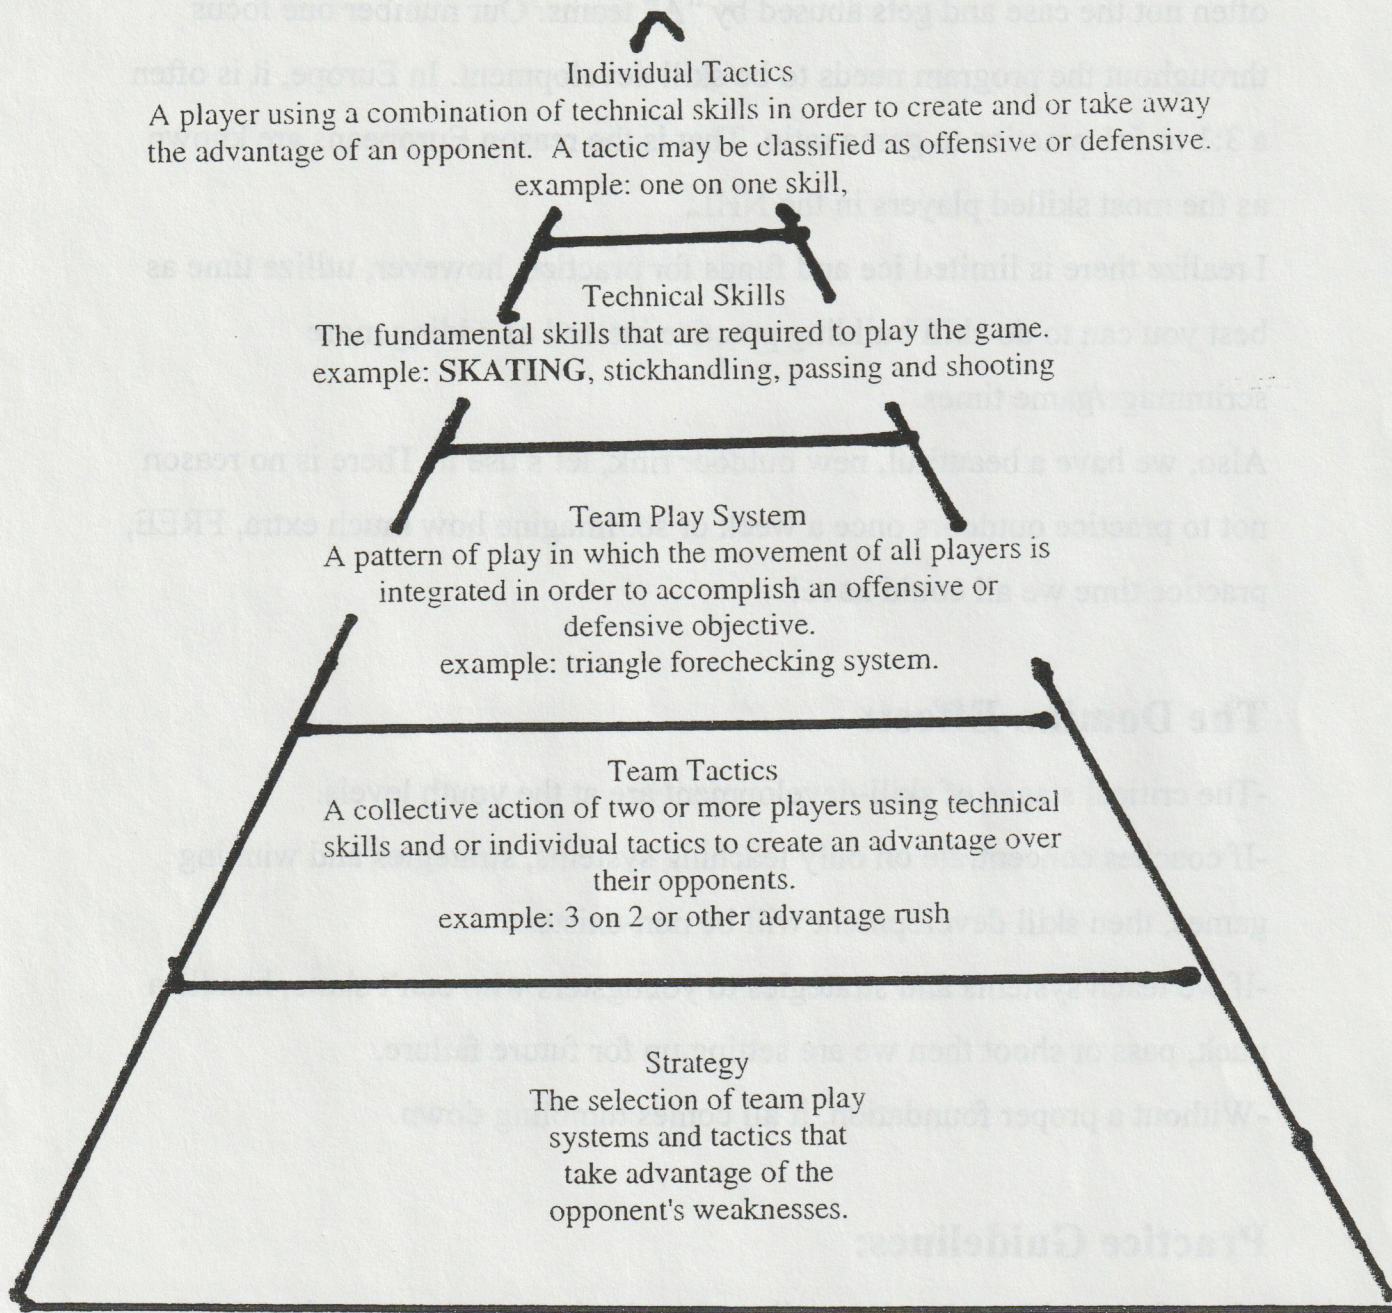 Individual Tactics
A player using a combination of technical skills in order to create and or take away
the advantage of an opponent. A tactic may be classified as offensive or defensive.
example: one on one skill,
Technical Skills
The fundamental skills that are required to play the game.
example: SKATING, stickhandling, passing and shooting
Team Play System
A pattern of play in which the movement of all players is
integrated in order to accomplish an offensive or
defensive objective.
example: triangle forechecking system.
Team Tactics
A collective action of two or more players using technical
skills and or individual tactics to create an advantage over
their opponents.
example: 3 on 2 or other advantage rush
Strategy
The selection of team play
systems and tactics that
take advantage of the
opponent's weaknesses.